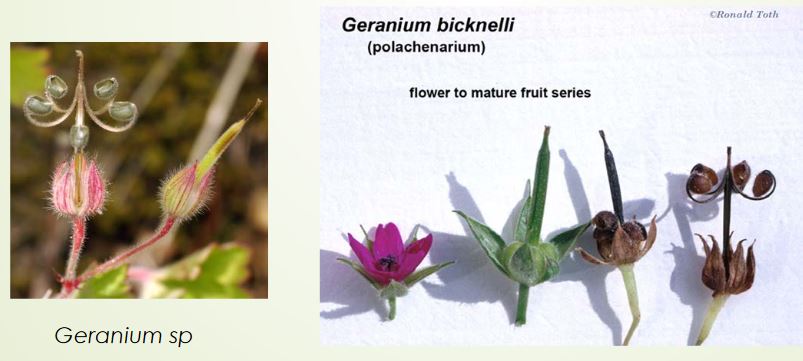 ©Ronald Toth
Geranium bicknelli
(polachenarium)
flower to mature fruit series
Geranium sp